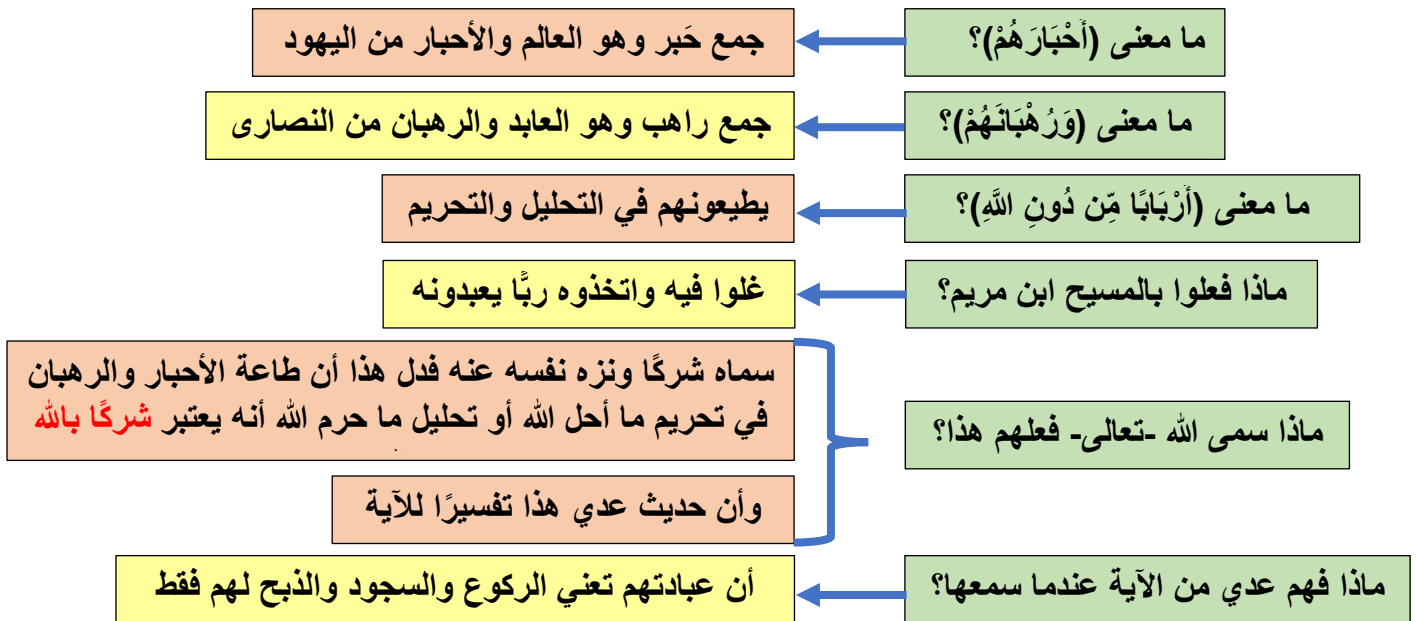 ما معنى (أَحْبَارَهُمْ)؟
جمع حَبر وهو العالم والأحبار من اليهود
ما معنى (وَرُهْبَانَهُمْ)؟
جمع راهب وهو العابد والرهبان من النصارى
ما معنى (أَرْبَابًا مِّن دُونِ اللَّهِ)؟
يطيعونهم في التحليل والتحريم
ماذا فعلوا بالمسيح ابن مريم؟
غلوا فيه واتخذوه ربًّا يعبدونه
ماذا سمى الله -تعالى- فعلهم هذا؟
سماه شركًا ونزه نفسه عنه فدل هذا أن طاعة الأحبار والرهبان
في تحريم ما أحل الله أو تحليل ما حرم الله أنه يعتبر شركًا بالله
وأن حديث عدي هذا تفسيرًا للآية
ماذا فهم عدي من الآية عندما سمعها؟
أن عبادتهم تعني الركوع والسجود والذبح لهم فقط